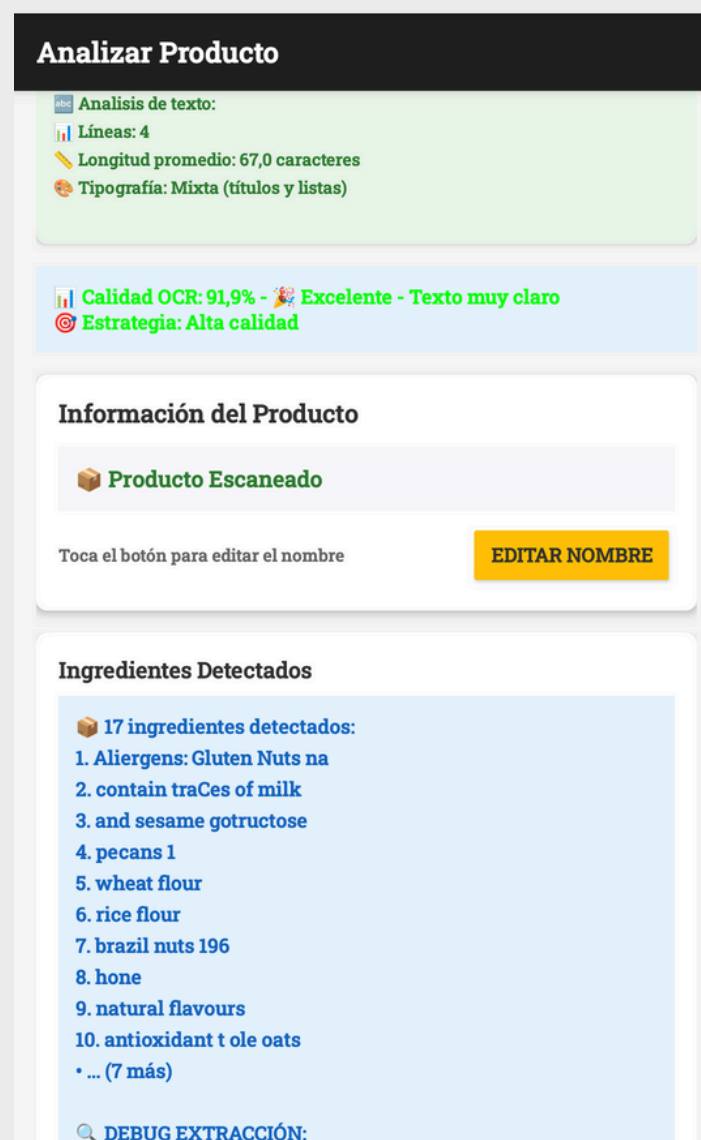 Analizar Producto
Analisis de texto:
Líneas: 4
Longitud promedio: 67,0 caracteres
Tipografía: Mixta (títulos y listas)
Calidad OCR: 91,9% - 🎉 Excelente - Texto muy claro
Estrategia: Alta calidad
Información del Producto
Producto Escaneado
Toca el botón para editar el nombre
EDITAR NOMBRE
Ingredientes Detectados
17 ingredientes detectados:
1. Aliergens: Gluten Nuts na
2. contain traCes of milk
3. and sesame gotructose
4. pecans 1
5. wheat flour
6. rice flour
7. brazil nuts 196
8. hone
9. natural flavours
10. antioxidant t ole oats
• ... (7 más)
DEBUG EXTRACCIÓN: